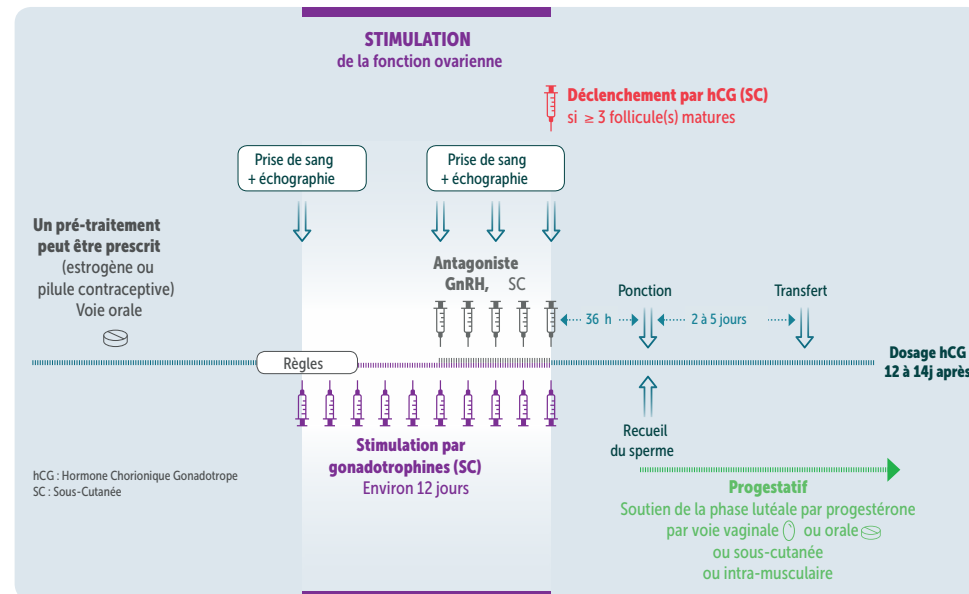 STIMULATION
de la fonction ovarienne
Déclenchement par hCG (SC)
si ≥ 3 follicule(s) matures
Prise de sang
+ échographie
Prise de sang
+ échographie
Un pré-traitement
peut être prescrit
(estrogène ou
pilule contraceptive)
Voie orale
Antagoniste
GnRH, SC
Ponction
Transfert
36 h
2 à 5 jours
Règles
Dosage hCG
12 à 14j après
Stimulation par
gonadotrophines (SC)
Environ 12 jours
Recueil
du sperme
hCG : Hormone Chorionique Gonadotrope
SC : Sous-Cutanée
Progestatif
Soutien de la phase lutéale par progestérone
par voie vaginale ou orale
ou sous-cutanée
ou intra-musculaire